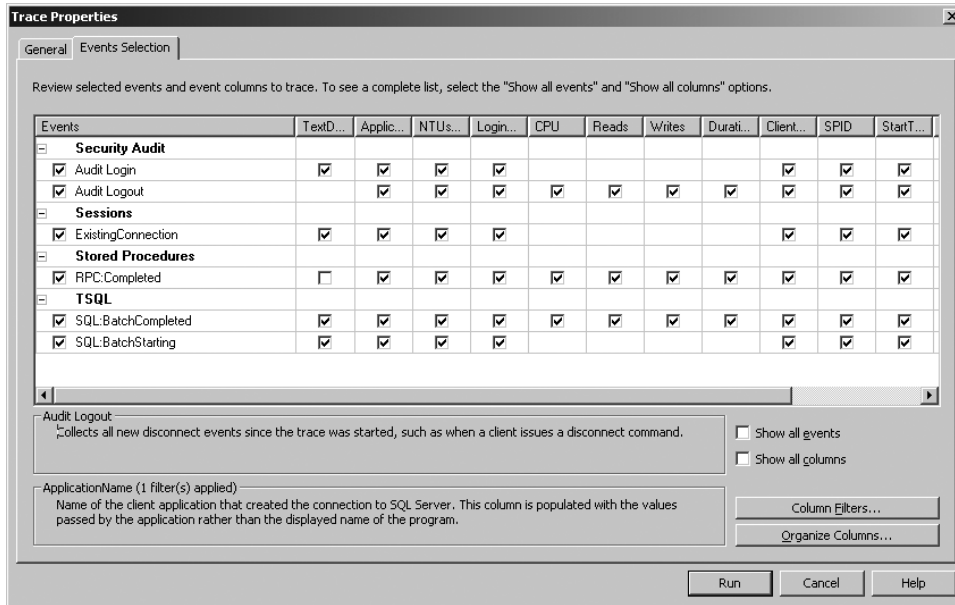 Trace Properties
General Events Selection
Review selected events and event columns to trace. To see a complete list, select the "Show all events" and "Show all columns" options.
Events TextD... Applic... NTUs... Login... CPU Reads Writes Durati... Client... SPID StartT...
Security Audit
Audit Login
Audit Logout
Sessions
ExistingConnection
Stored Procedures
RPC:Completed
TSQL
SQL:BatchCompleted
SQL:BatchStarting
Audit Logout
Collects all new disconnect events since the trace was started, such as when a client issues a disconnect command.
Show all events
Show all columns
ApplicationName (1 filter(s) applied)
Name of the client application that created the connection to SQL Server. This column is populated with the values
passed by the application rather than the displayed name of the program.
Column Filters...
Organize Columns...
Run Cancel Help